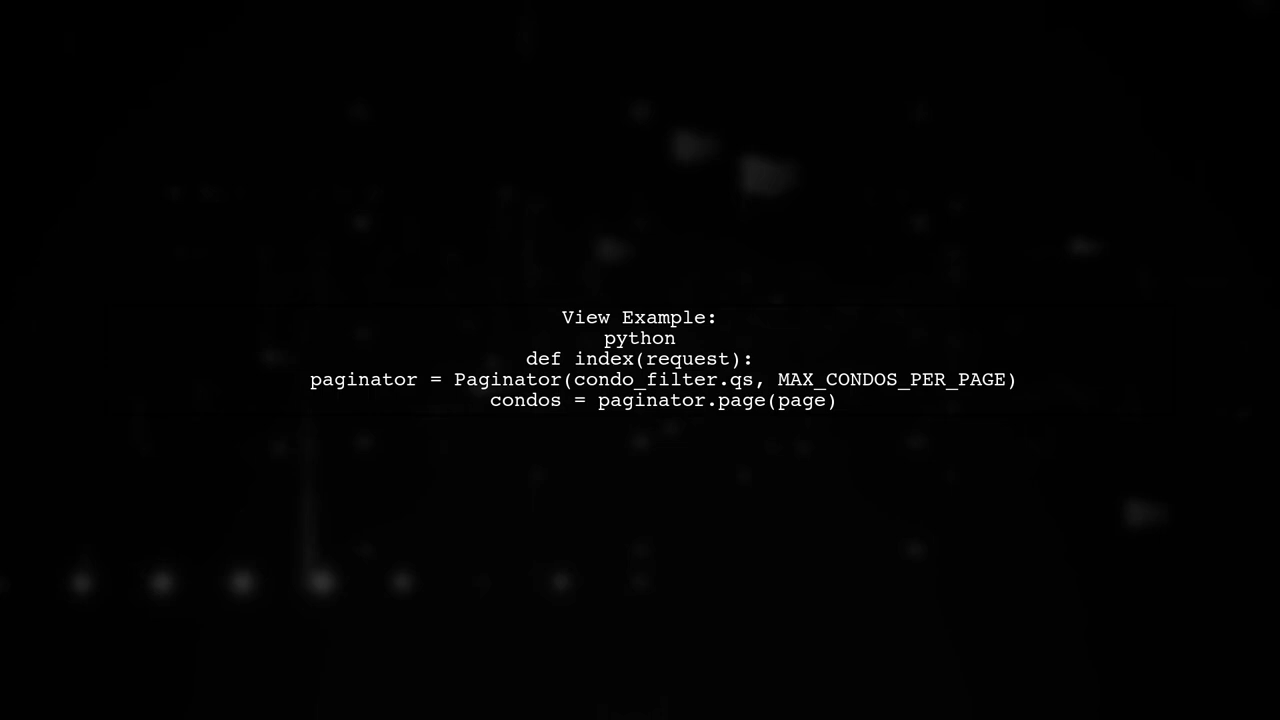 View Example:
python
def index(request):
paginator = Paginator(condo_filter.qs, MAX_CONDOS_PER_PAGE)
condos = paginator.page(page)